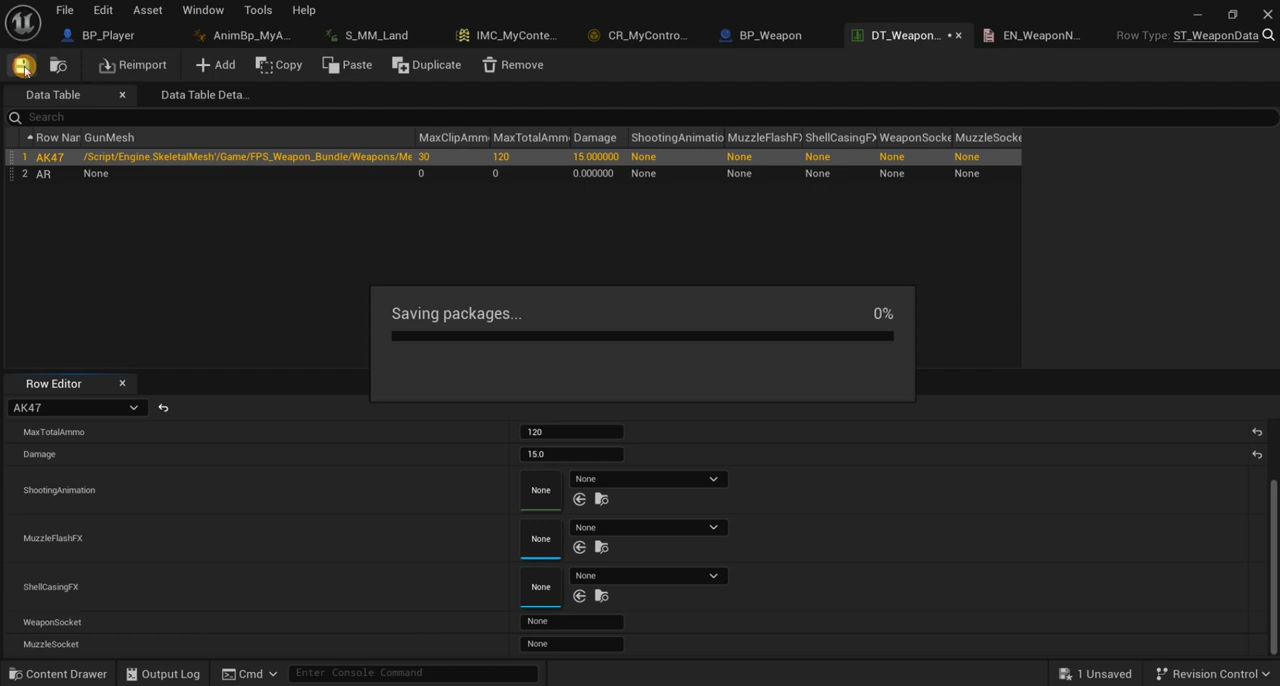 File Edit Asset Window Tools Help
BP_Player AnimBp_MyA... S_MM_Land IMC_MyConte... CR_MyContro... BP_Weapon DT_Weapon... • EN_WeaponN... Row Type: ST_WeaponData
Reimport Add Copy Paste Duplicate Remove
Data Table Data Table Deta...
Search
Row Nar GunMesh MaxClipAmm MaxTotalAmm Damage ShootingAnimatio MuzzleFlashFX ShellCasingFX WeaponSocke MuzzleSocke
1 AK47 /Script/Engine.SkeletalMesh'/Game/FPS_Weapon_Bundle/Weapons/Me 30 120 15.000000 None None None None None
2 AR None 0 0 0.000000 None None None None None
Saving packages... 0%
Row Editor
AK47
MaxTotalAmmo 120
Damage 15.0
ShootingAnimation None None
MuzzleFlashFX None None
ShellCasingFX None None
WeaponSocket None
MuzzleSocket None
Content Drawer Output Log Cmd Enter Console Command 1 Unsaved Revision Control